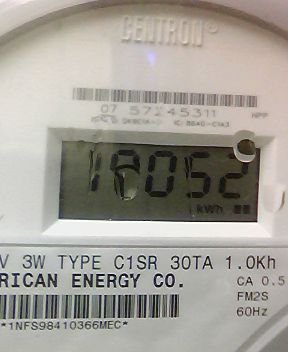 CENTRON
07 57245311
HPP
18052
kWh
V 3W TYPE C1SR 30TA 1.0Kh
RICAN ENERGY CO.
CA 0.5
FM2S
60Hz
*1NFS98410366MEC*